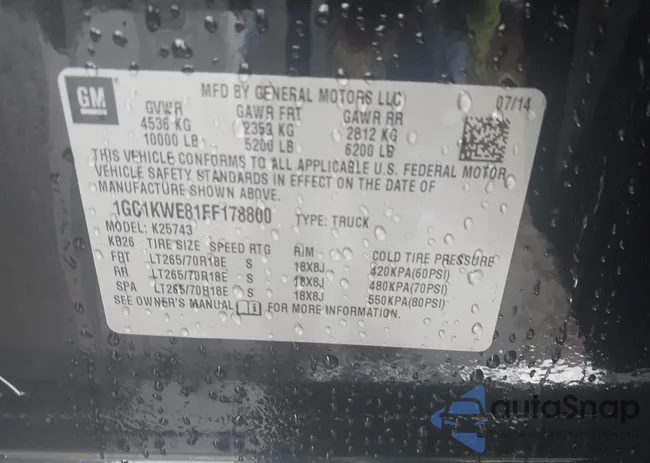 GM
MFD BY GENERAL MOTORS LLC
07/14
GVWR GAWR FRT GAWR RR
4536 KG 2353 KG 2812 KG
10000 LB 5200 LB 6200 LB
THIS VEHICLE CONFORMS TO ALL APPLICABLE U.S. FEDERAL MOTOR
VEHICLE SAFETY STANDARDS IN EFFECT ON THE DATE OF
MANUFACTURE SHOWN ABOVE.
1GC1KWE81FF178800 TYPE: TRUCK
MODEL: K25743
KB26 TIRE SIZE SPEED RTG RIM COLD TIRE PRESSURE
FRT LT265/70R18E S 18X8J 420KPA(60PSI)
RR LT265/70R18E S 18X8J 480KPA(70PSI)
SPA LT265/70R18E S 18X8J 550KPA(80PSI)
SEE OWNER'S MANUAL FOR MORE INFORMATION.
autoSnap